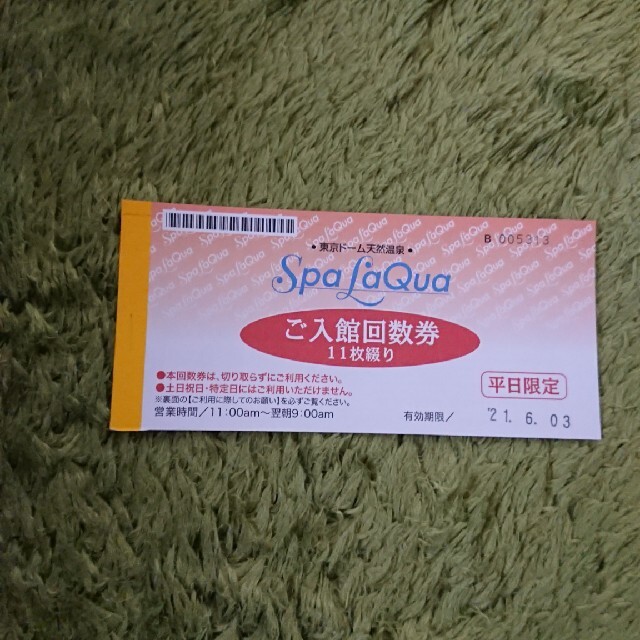 B 005313
•東京ドーム天然温泉•
Spa LaQua
ご入館回数券
11枚綴り
●本回数券は、切り取らずにご利用ください。
●土日祝日・特定日にはご利用いただけません。
※裏面の【ご利用に際してのお願い】を必ずご覧ください。
営業時間/11:00am～翌朝9:00am
平日限定
有効期限/ '21. 6. 03